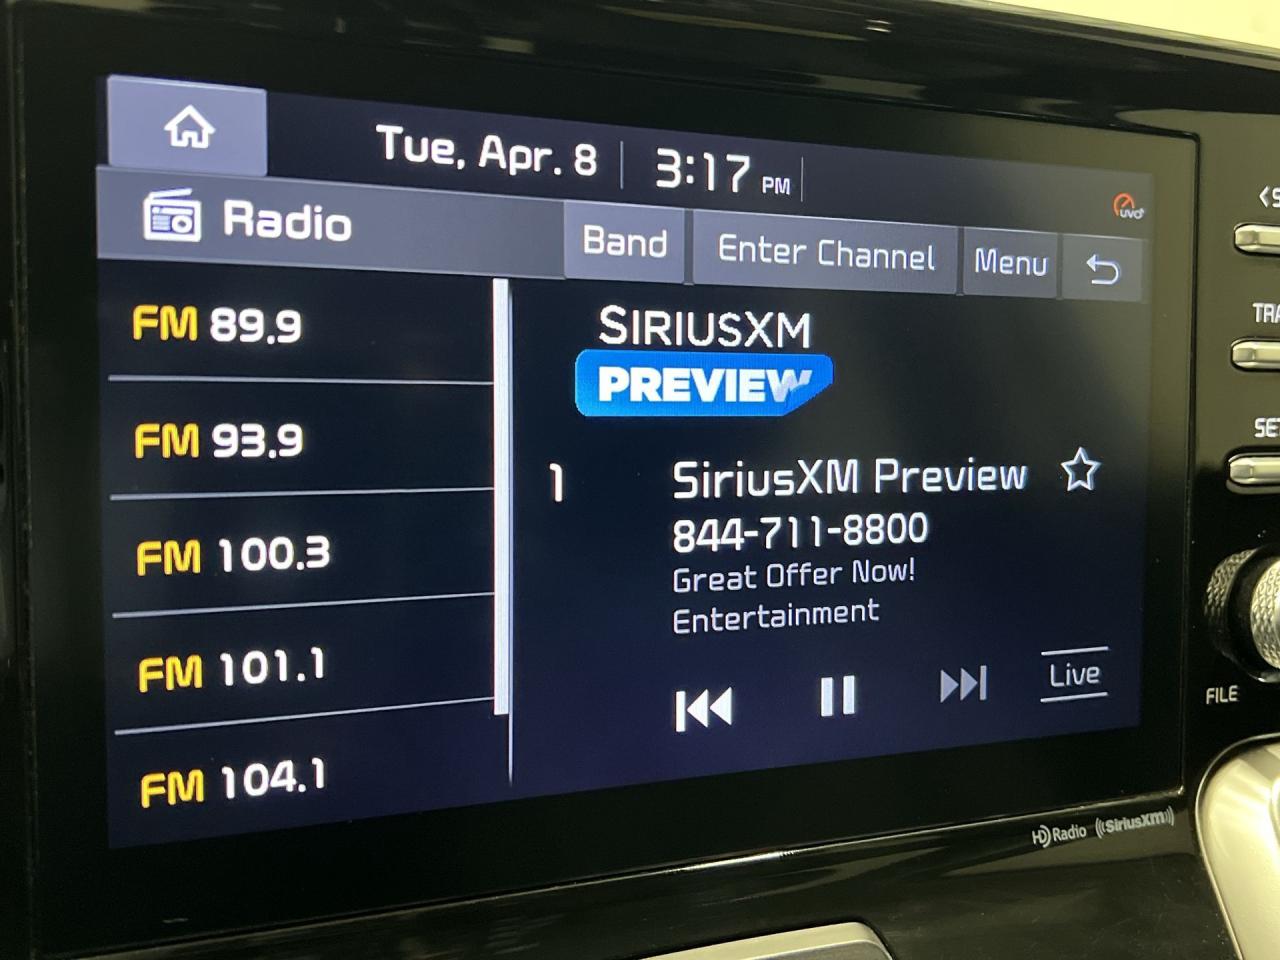 Tue, Apr. 8 3:17 PM
UVO
Radio Band Enter Channel Menu
FM 89.9
FM 93.9
FM 100.3
FM 101.1
FM 104.1
SIRIUSXM
PREVIEW
1 SiriusXM Preview
844-711-8800
Great Offer Now!
Entertainment
Live
HD Radio SiriusXM
FILE